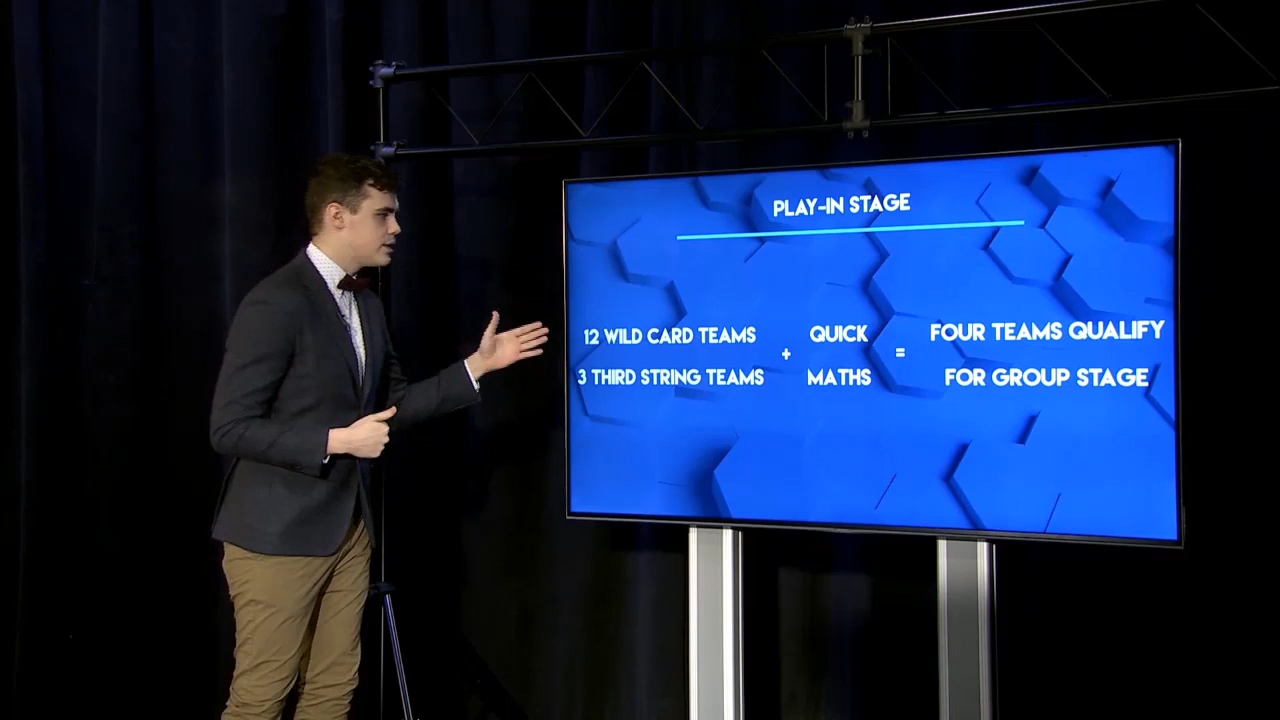 PLAY-IN STAGE
12 WILD CARD TEAMS
3 THIRD STRING TEAMS
+
QUICK
MATHS
=
FOUR TEAMS QUALIFY
FOR GROUP STAGE